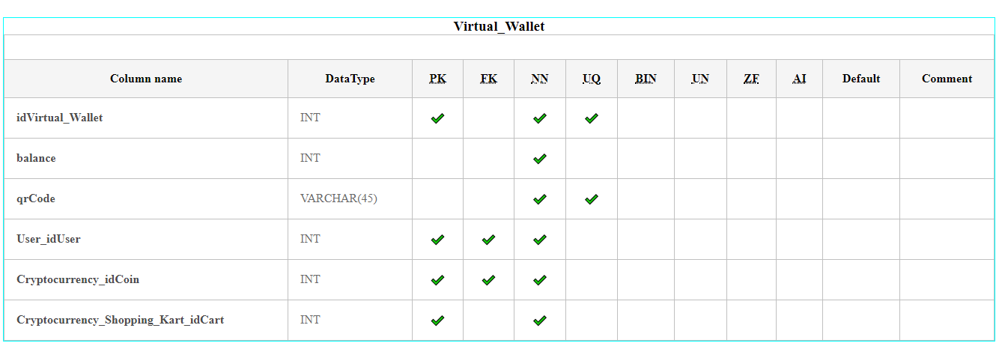 Virtual_Wallet
Column name DataType PK FK NN UQ BIN UN ZF AI Default Comment
idVirtual_Wallet INT
balance INT
qrCode VARCHAR(45)
User_idUser INT
Cryptocurrency_idCoin INT
Cryptocurrency_Shopping_Kart_idCart INT